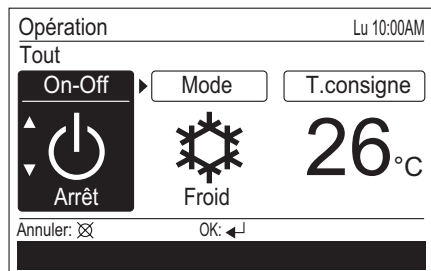 Opération Lu 10:00AM
Tout
On-Off Mode T.consigne
26°C
Arrêt Froid
Annuler: OK: